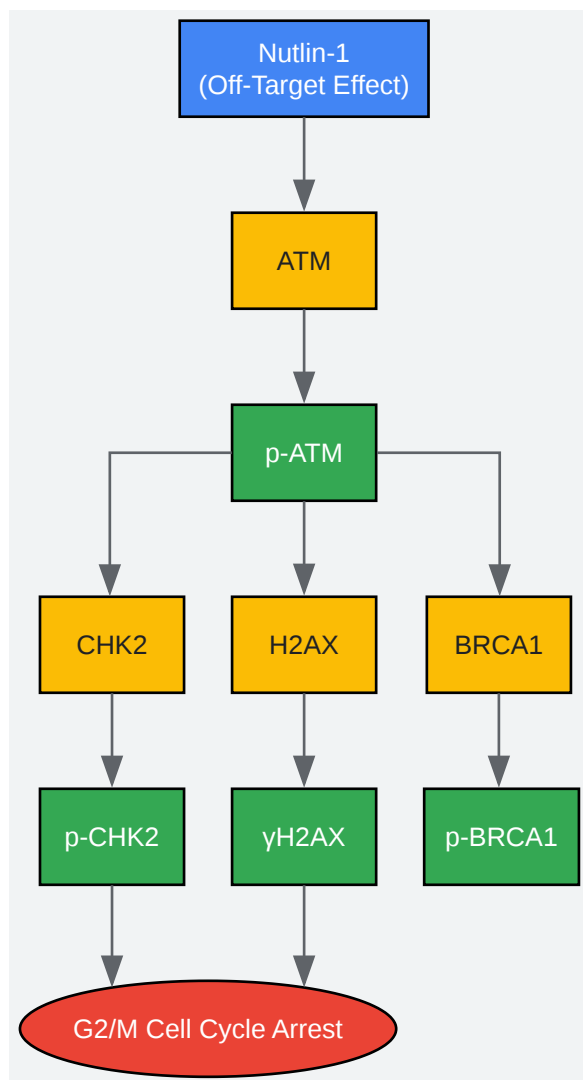 Nutlin-1
(Off-Target Effect)
ATM
p-ATM
CHK2
H2AX
BRCA1
p-CHK2
γH2AX
p-BRCA1
G2/M Cell Cycle Arrest